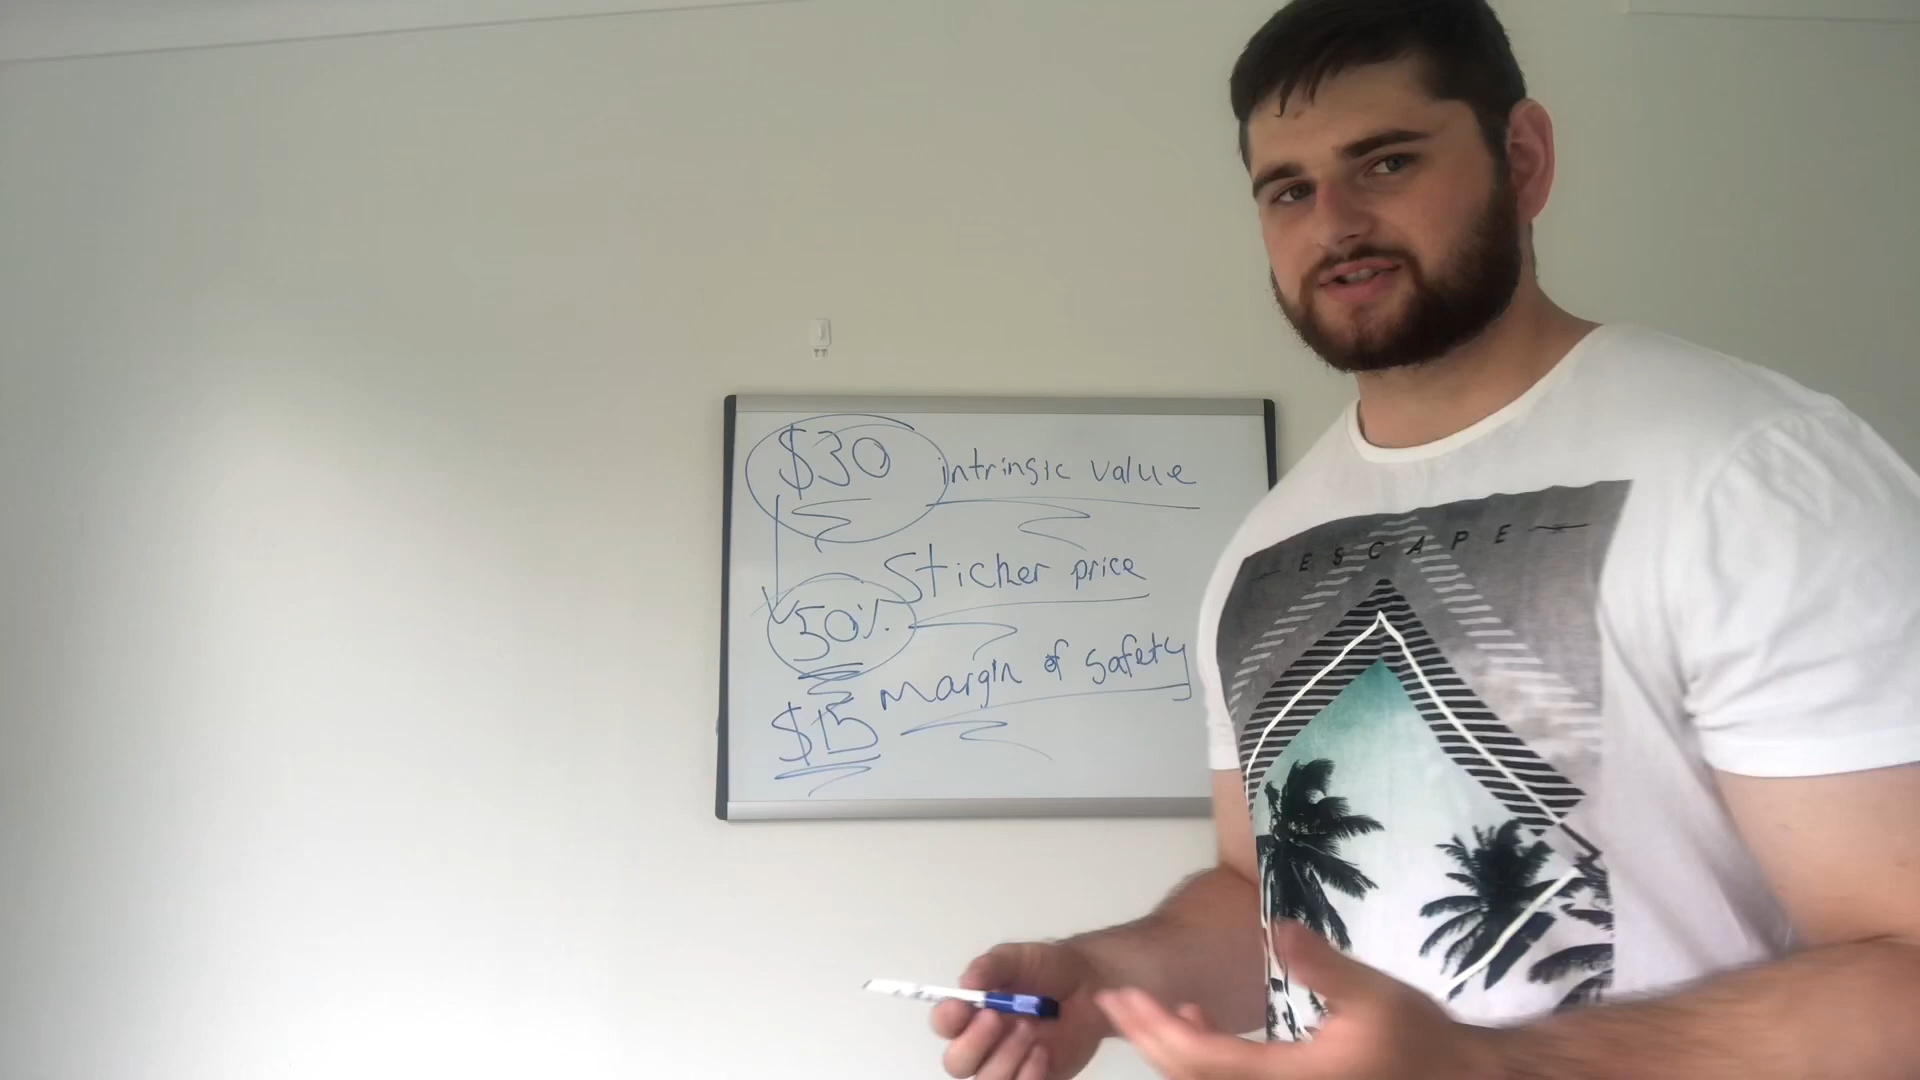 $30 intrinsic value
Sticker price
50%
Margin of safety
$15
ESCAPE